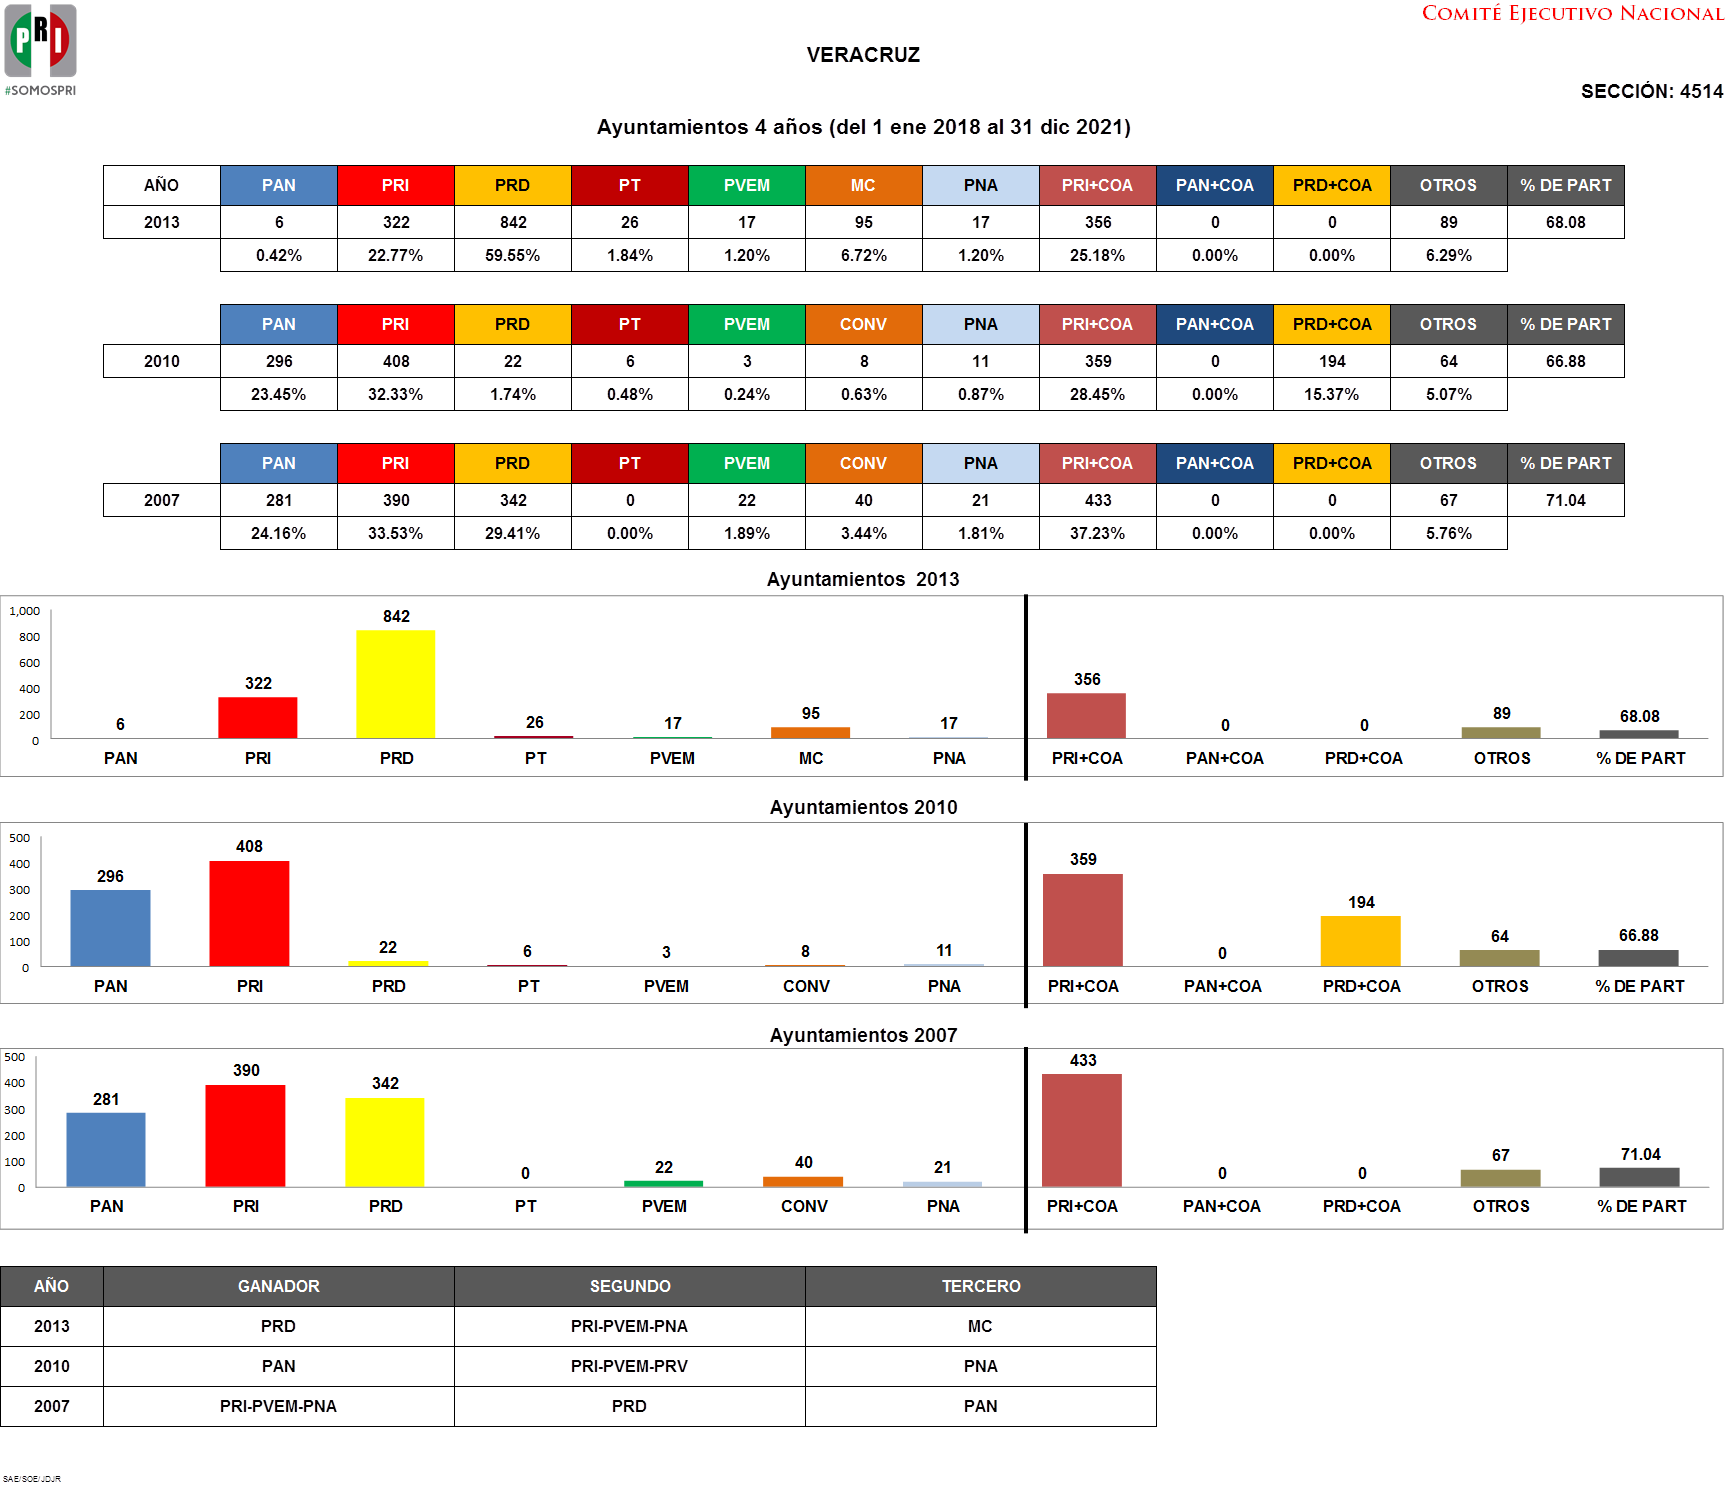 PRI
#SOMOSPRI
COMITÉ EJECUTIVO NACIONAL
VERACRUZ
SECCIÓN: 4514
Ayuntamientos 4 años (del 1 ene 2018 al 31 dic 2021)
AÑO PAN PRI PRD PT PVEM MC PNA PRI+COA PAN+COA PRD+COA OTROS % DE PART
2013 6 322 842 26 17 95 17 356 0 0 89 68.08
0.42% 22.77% 59.55% 1.84% 1.20% 6.72% 1.20% 25.18% 0.00% 0.00% 6.29%
PAN PRI PRD PT PVEM CONV PNA PRI+COA PAN+COA PRD+COA OTROS % DE PART
2010 296 408 22 6 3 8 11 359 0 194 64 66.88
23.45% 32.33% 1.74% 0.48% 0.24% 0.63% 0.87% 28.45% 0.00% 15.37% 5.07%
PAN PRI PRD PT PVEM CONV PNA PRI+COA PAN+COA PRD+COA OTROS % DE PART
2007 281 390 342 0 22 40 21 433 0 0 67 71.04
24.16% 33.53% 29.41% 0.00% 1.89% 3.44% 1.81% 37.23% 0.00% 0.00% 5.76%
Ayuntamientos 2013
1,000
800
600
400
200
0
6 322 842 26 17 95 17 356 0 0 89 68.08
PAN PRI PRD PT PVEM MC PNA PRI+COA PAN+COA PRD+COA OTROS % DE PART
Ayuntamientos 2010
500
400
300
200
100
0
296 408 22 6 3 8 11 359 0 194 64 66.88
PAN PRI PRD PT PVEM CONV PNA PRI+COA PAN+COA PRD+COA OTROS % DE PART
Ayuntamientos 2007
500
400
300
200
100
0
281 390 342 0 22 40 21 433 0 0 67 71.04
PAN PRI PRD PT PVEM CONV PNA PRI+COA PAN+COA PRD+COA OTROS % DE PART
AÑO GANADOR SEGUNDO TERCERO
2013 PRD PRI-PVEM-PNA MC
2010 PAN PRI-PVEM-PRV PNA
2007 PRI-PVEM-PNA PRD PAN
SAE/SOE/JDJR